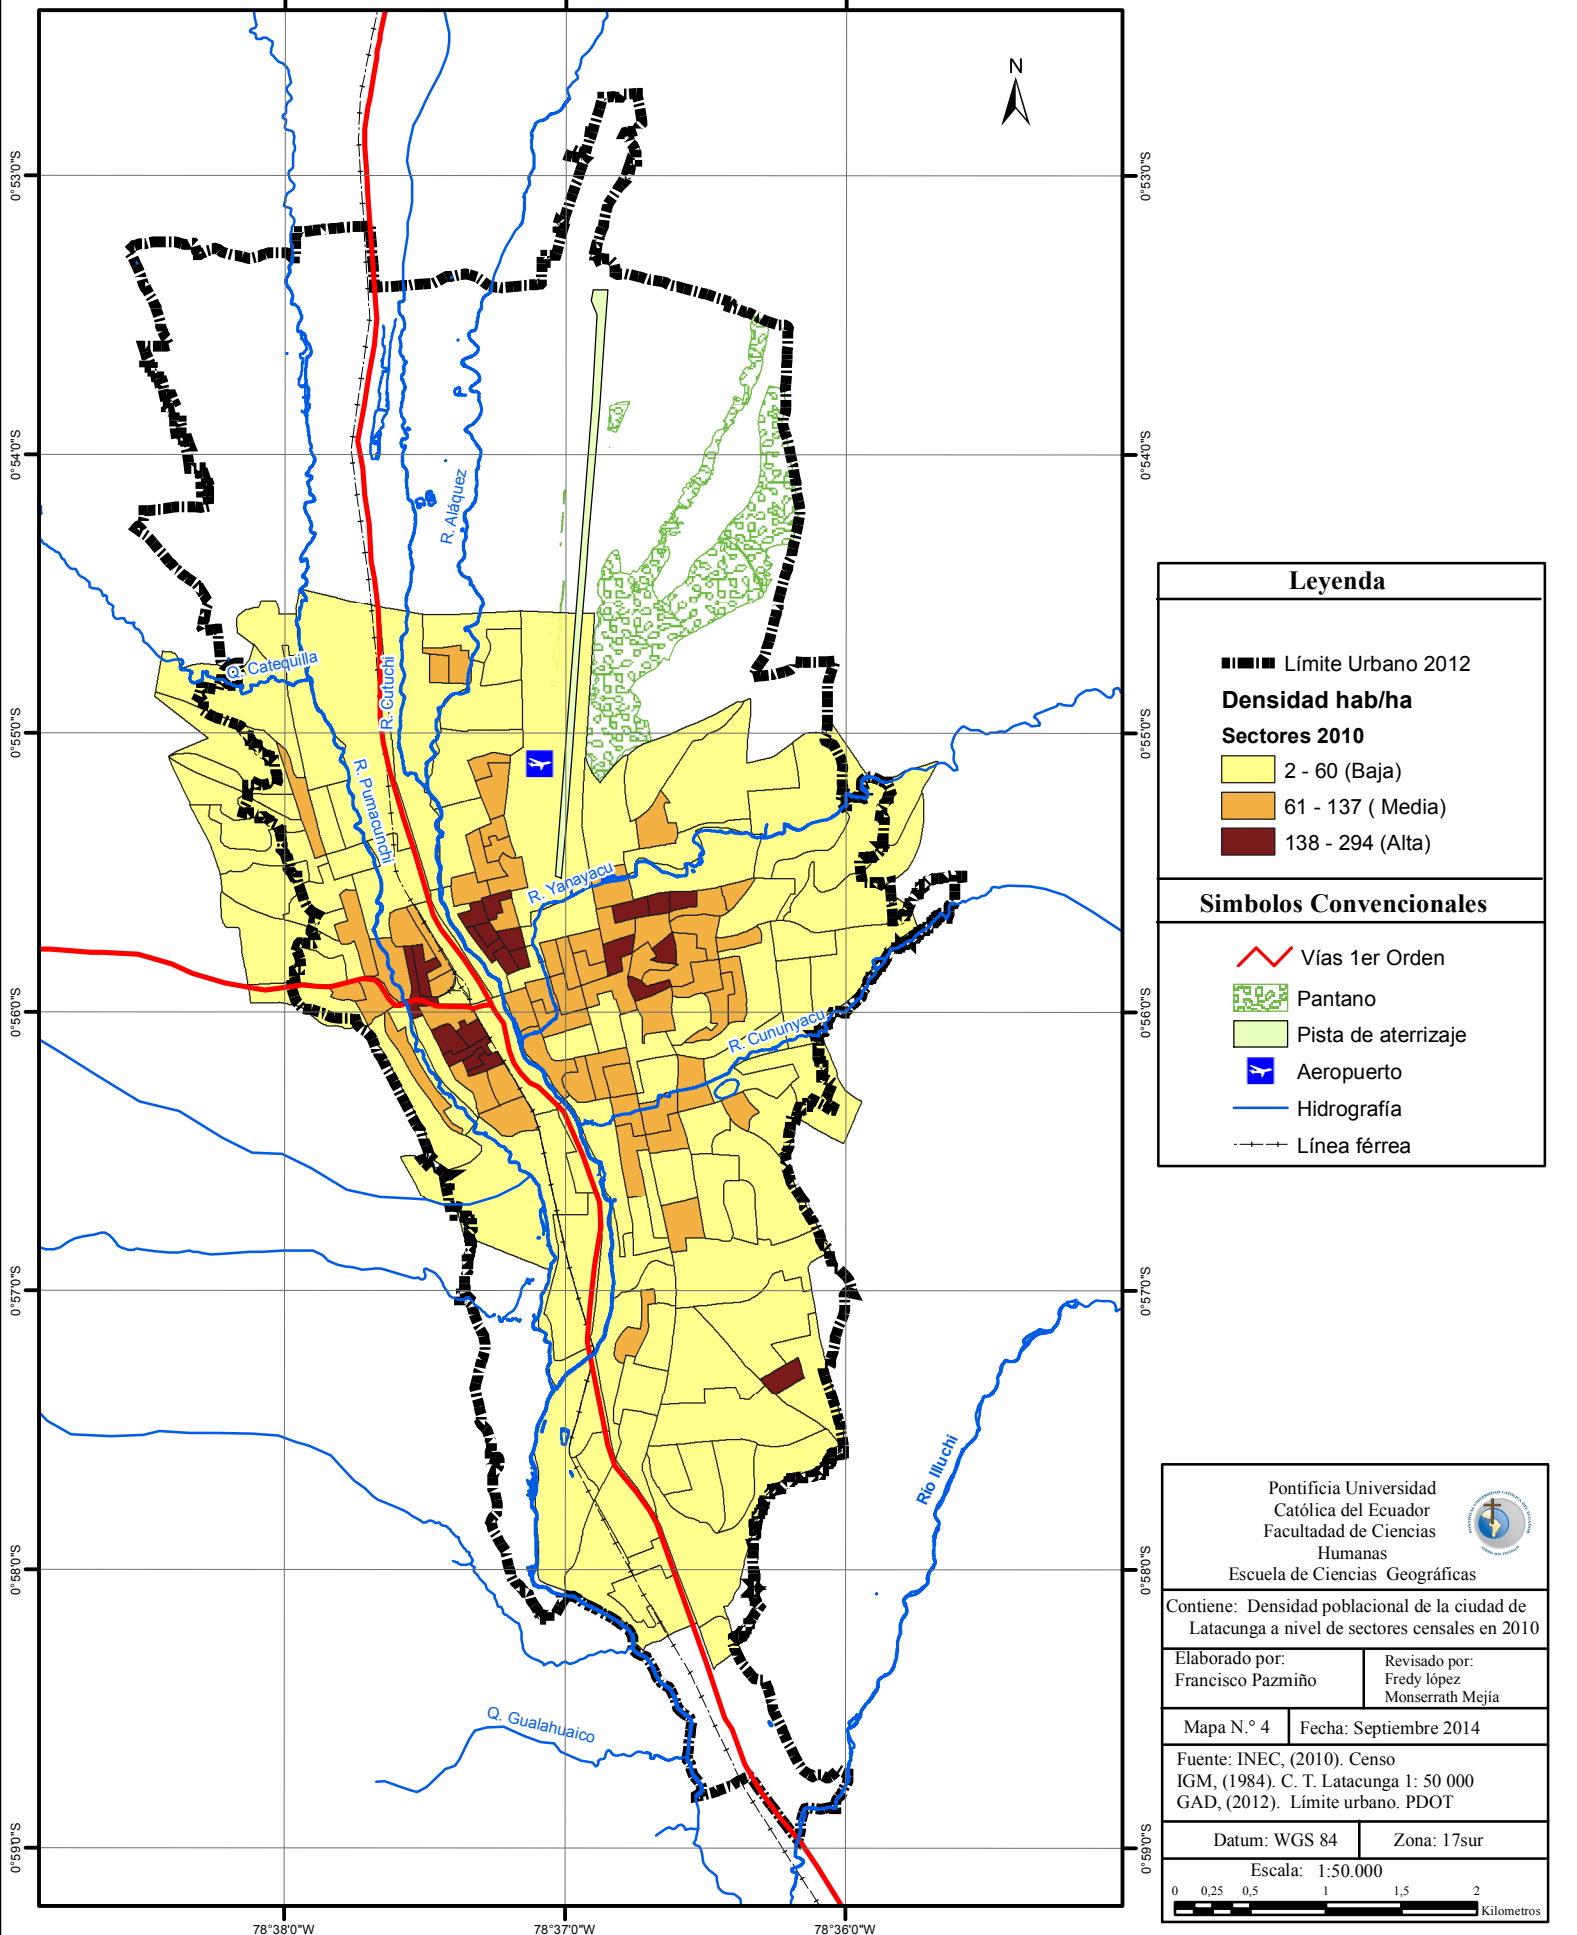 N
0°53'0"S
0°53'0"S
0°54'0"S
0°54'0"S
0°55'0"S
0°55'0"S
0°56'0"S
0°56'0"S
0°57'0"S
0°57'0"S
0°58'0"S
0°58'0"S
0°59'0"S
0°59'0"S
78°38'0"W
78°37'0"W
78°36'0"W
R. Aláquez
Q. Catequilla
R. Cutuchi
R. Pumacunchi
R. Yanayacu
R. Cununyacu
Río Illuchi
Q. Gualahuaico
Leyenda
Límite Urbano 2012
Densidad hab/ha
Sectores 2010
2 - 60 (Baja)
61 - 137 ( Media)
138 - 294 (Alta)
Simbolos Convencionales
Vías 1er Orden
Pantano
Pista de aterrizaje
Aeropuerto
Hidrografía
Línea férrea
Pontificia Universidad
Católica del Ecuador
Facultadad de Ciencias
Humanas
Escuela de Ciencias Geográficas
Contiene: Densidad poblacional de la ciudad de
Latacunga a nivel de sectores censales en 2010
Elaborado por:
Francisco Pazmiño
Revisado por:
Fredy lópez
Monserrath Mejía
Mapa N.° 4
Fecha: Septiembre 2014
Fuente: INEC, (2010). Censo
IGM, (1984). C. T. Latacunga 1: 50 000
GAD, (2012). Límite urbano. PDOT
Datum: WGS 84
Zona: 17sur
Escala: 1:50.000
0 0,25 0,5 1 1,5 2
Kilometros